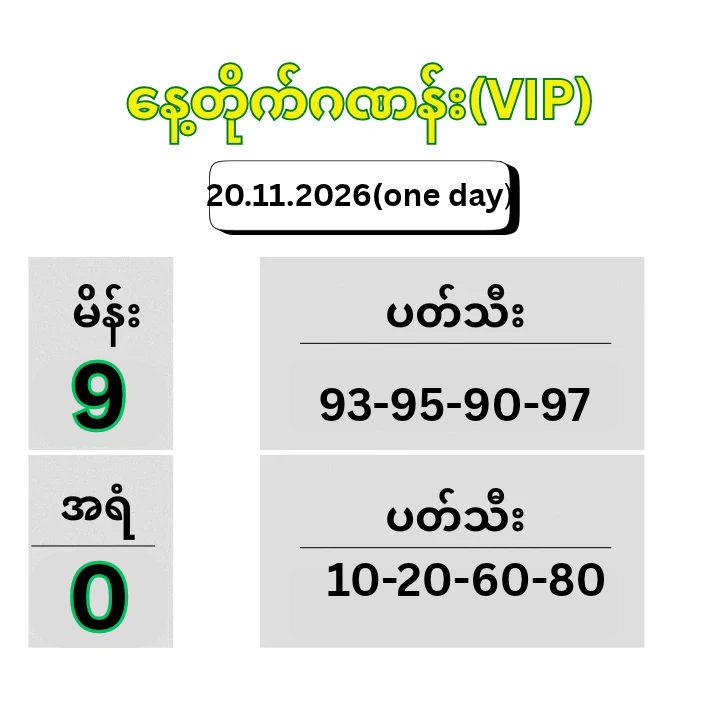 နေ့တိုက်ဂဏန်း(VIP)
20.11.2026(one day)
မိန်း
ပတ်သီး
9
93-95-90-97
အရံ
ပတ်သီး
0
10-20-60-80